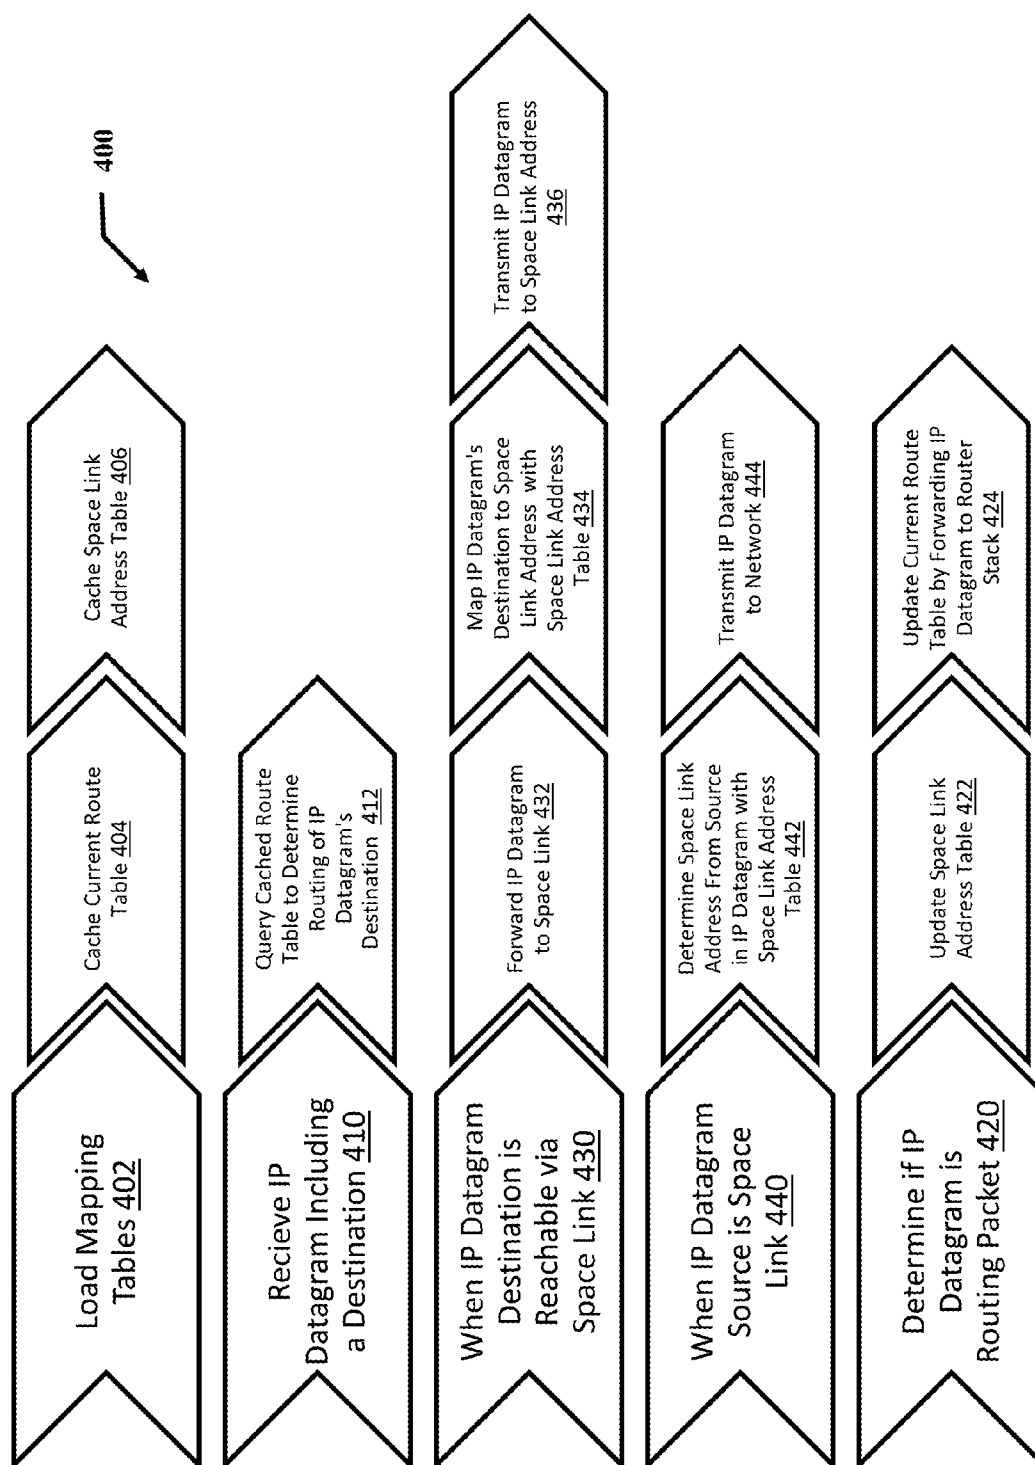 400
Load Mapping
Tables 402
Cache Current Route
Table 404
Cache Space Link
Address Table 406
Recieve IP
Datagram Including
a Destination 410
Query Cached Route
Table to Determine
Routing of IP
Datagram's
Destination 412
When IP Datagram
Destination is
Reachable via
Space Link 430
Forward IP Datagram
to Space Link 432
Map IP Datagram's
Destination to Space
Link Address with
Space Link Address
Table 434
Transmit IP Datagram
to Space Link Address
436
When IP Datagram
Source is Space
Link 440
Determine Space Link
Address From Source
in IP Datagram with
Space Link Address
Table 442
Transmit IP Datagram
to Network 444
Determine if IP
Datagram is
Routing Packet 420
Update Space Link
Address Table 422
Update Current Route
Table by Forwarding IP
Datagram to Router
Stack 424